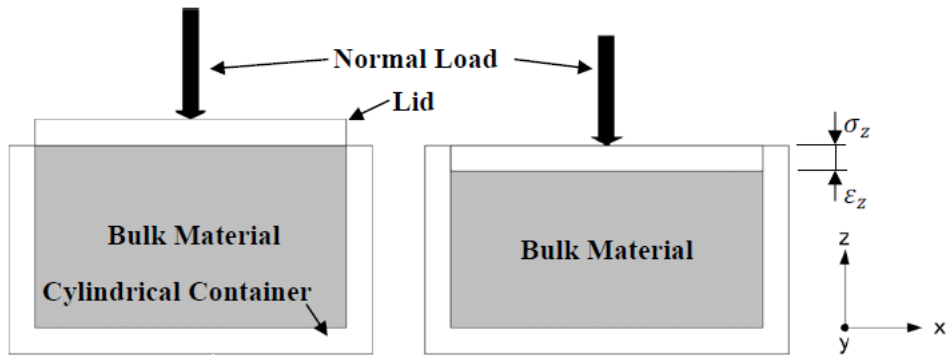 Normal Load
Lid
Bulk Material
Cylindrical Container
Bulk Material
σz
εz
z
y
x